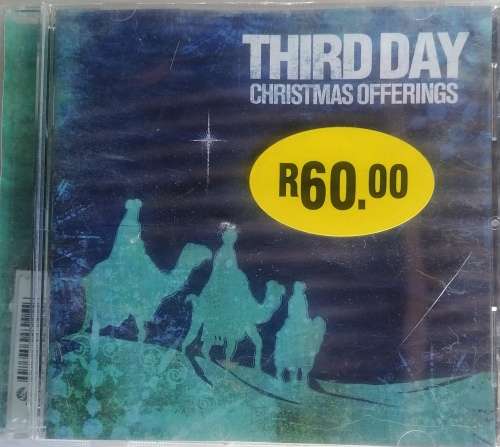 THIRD DAY
CHRISTMAS OFFERINGS
R60.00